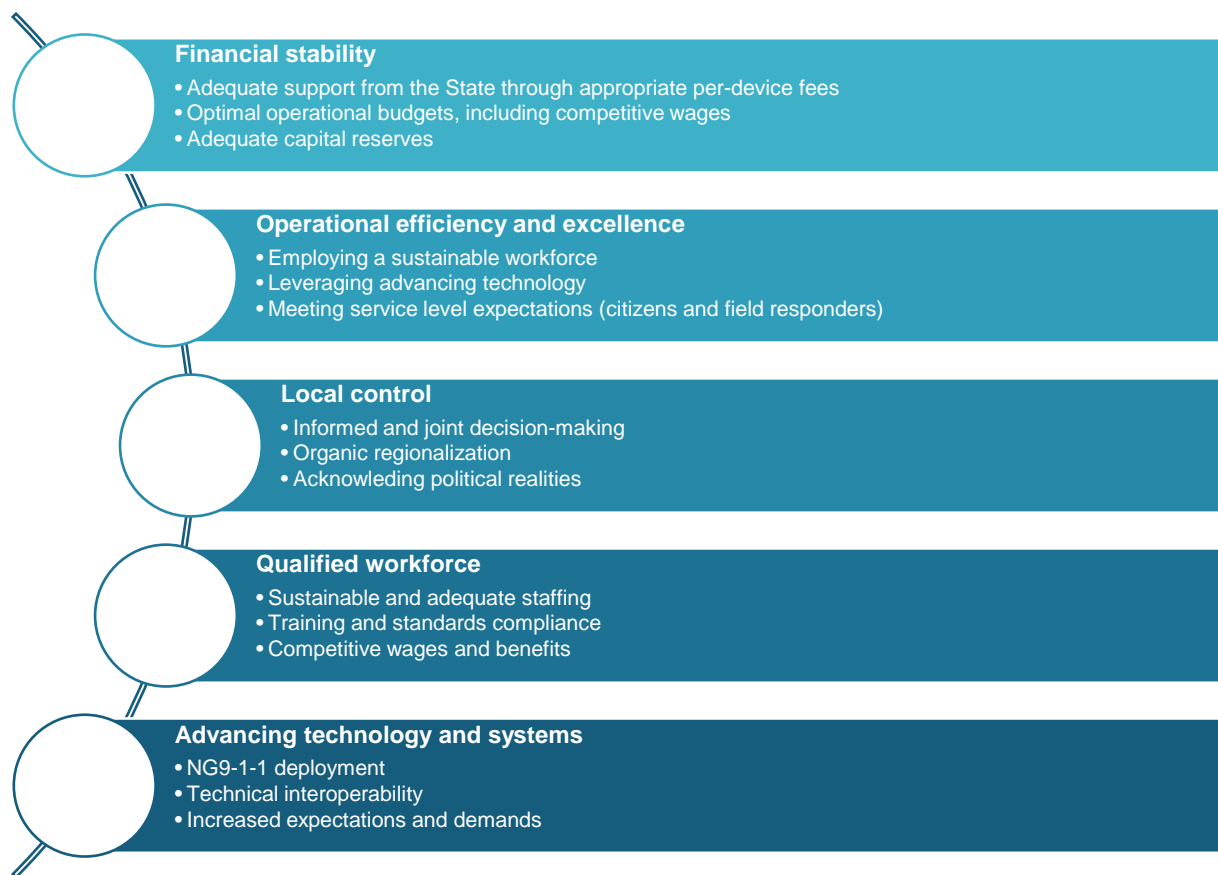 Financial stability
• Adequate support from the State through appropriate per-device fees
• Optimal operational budgets, including competitive wages
• Adequate capital reserves
Operational efficiency and excellence
• Employing a sustainable workforce
• Leveraging advancing technology
• Meeting service level expectations (citizens and field responders)
Local control
• Informed and joint decision-making
• Organic regionalization
• Acknowleding political realities
Qualified workforce
• Sustainable and adequate staffing
• Training and standards compliance
• Competitive wages and benefits
Advancing technology and systems
• NG9-1-1 deployment
• Technical interoperability
• Increased expectations and demands